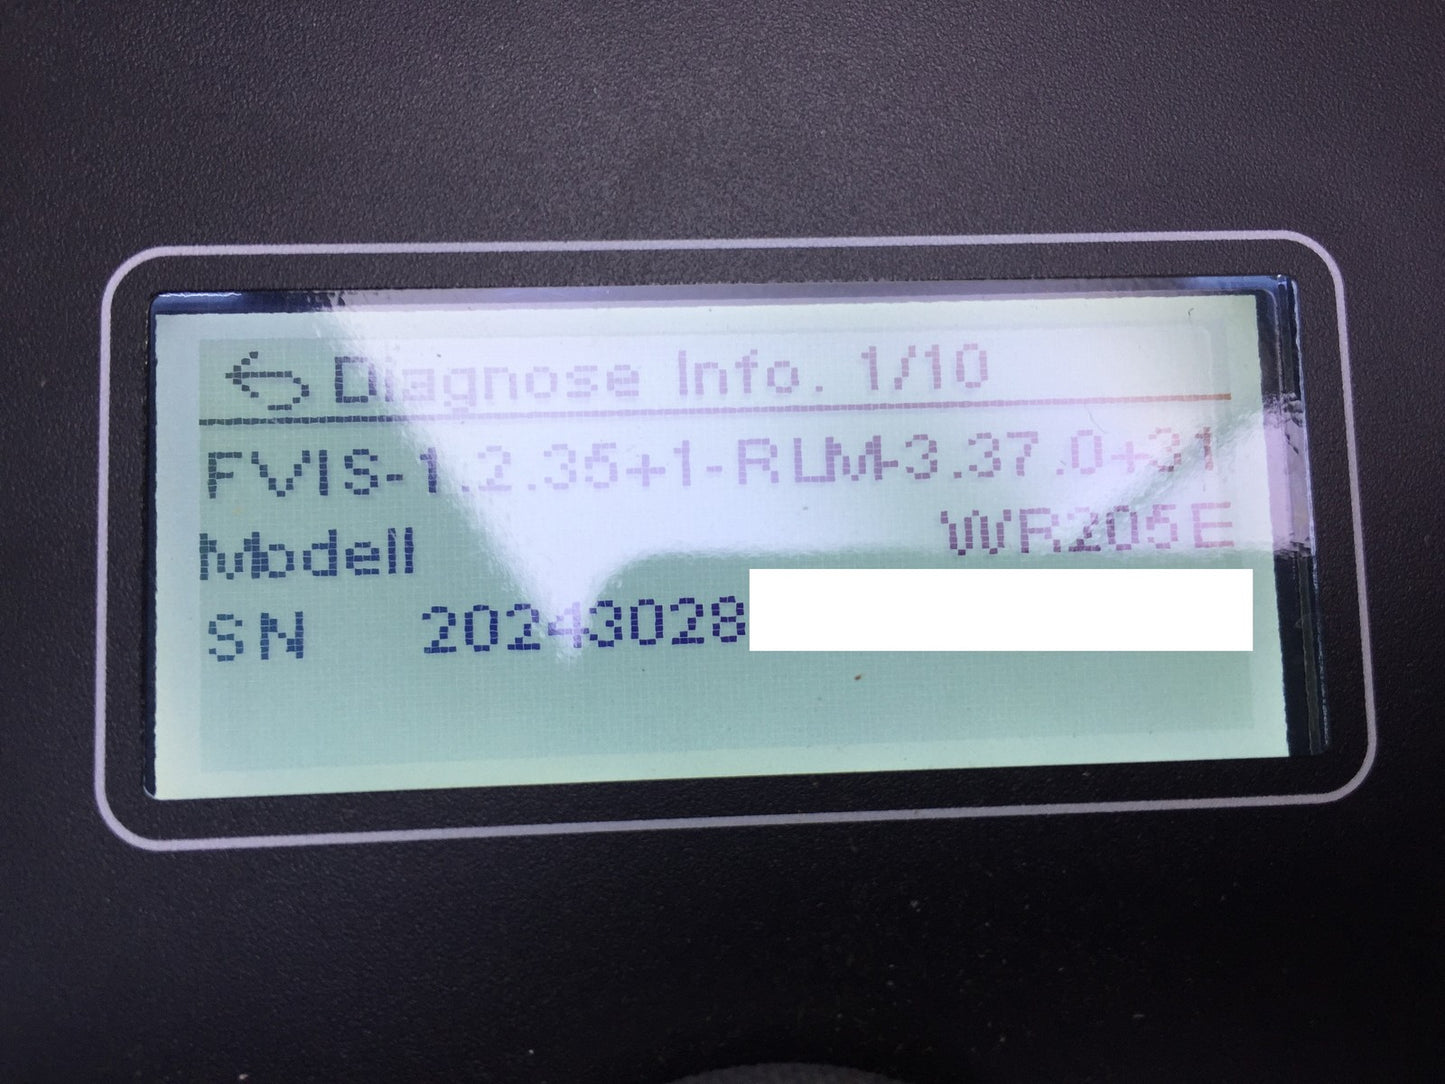 Diagnose Info. 1/10
FVIS-1.2.35+1-RLM-3.37.0+31
Modell WR205E
SN 20243028